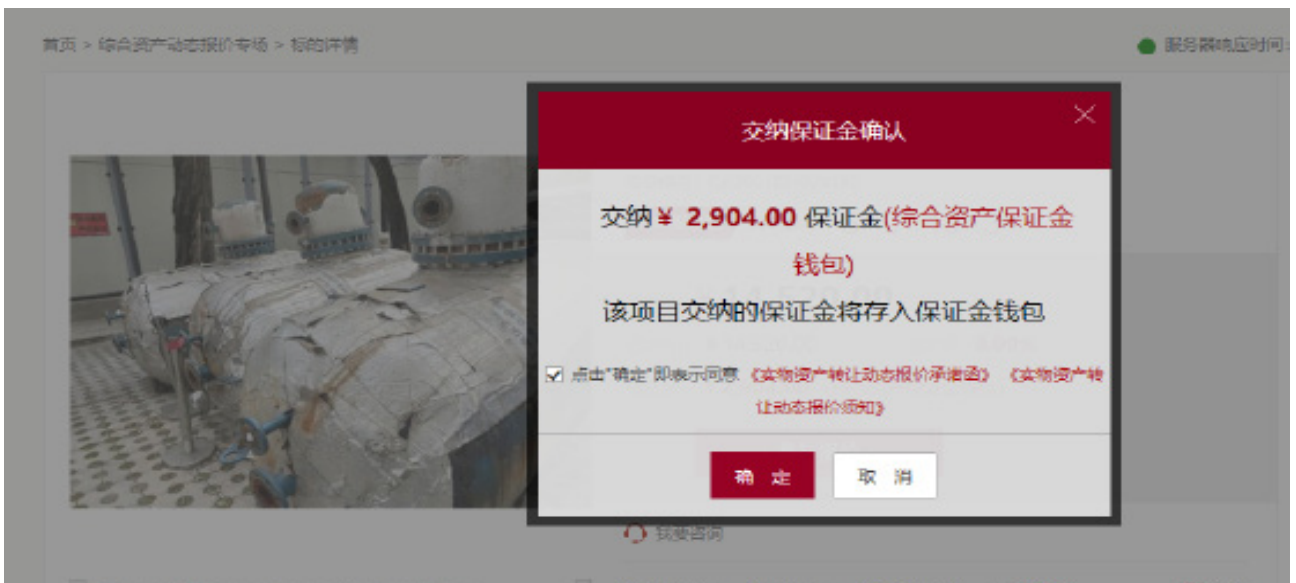 首页 > 综合资产动态报价专场 > 标的详情
服务器响应时间:
交纳保证金确认
交纳¥ 2,904.00 保证金(综合资产保证金
钱包)
该项目交纳的保证金将存入保证金钱包
点击"确定"即表示同意 《实物资产转让动态报价承诺函》 《实物资产转
让动态报价须知》
确 定
取 消
我要咨询